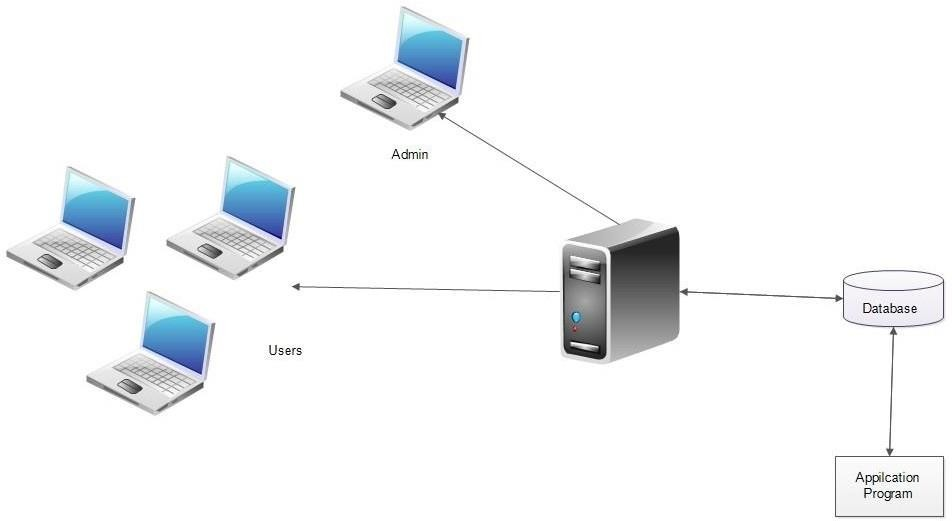 Admin
Database
Users
Appilcation
Program